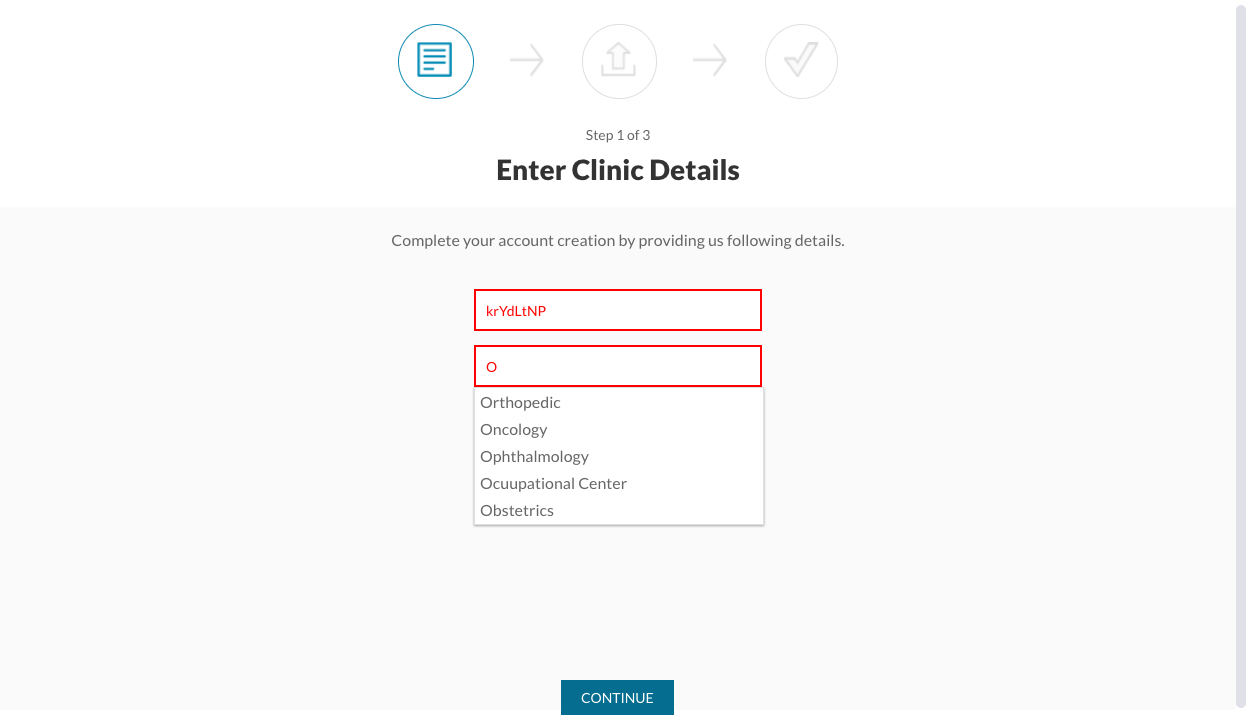 Step 1 of 3
Enter Clinic Details
Complete your account creation by providing us following details.
krYdLtNP
O
Orthopedic
Oncology
Ophthalmology
Ocuupational Center
Obstetrics
CONTINUE